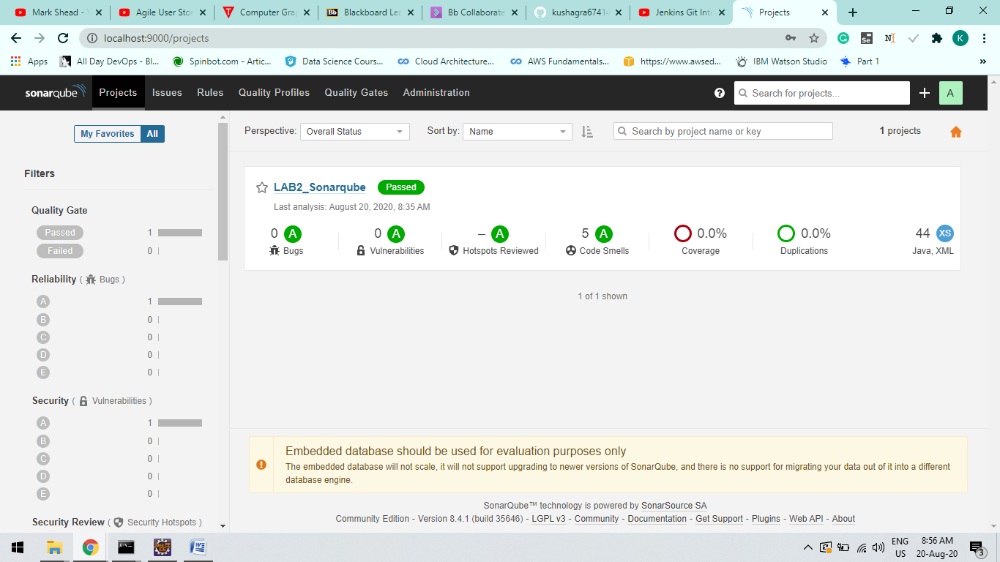 Mark Shead - Y
Agile User Stor
Computer Grap
Blackboard Lea
Bb Collaborate
kushagra67414
Jenkins Git Inte
Projects
localhost:9000/projects
Apps
All Day DevOps - Bl...
Spinbot.com - Artic...
Data Science Cours...
Cloud Architecture...
AWS Fundamentals...
https://www.awsed...
IBM Watson Studio
Part 1
»
sonarqube Projects Issues Rules Quality Profiles Quality Gates Administration
Search for projects...
A
My Favorites All
Perspective: Overall Status
Sort by: Name
Search by project name or key
1 projects
Filters
Quality Gate
Passed 1
Failed 0
Reliability ( Bugs )
A 1
B 0
C 0
D 0
E 0
Security ( Vulnerabilities )
A 1
B 0
C 0
D 0
E 0
Security Review ( Security Hotspots )
LAB2_Sonarqube Passed
Last analysis: August 20, 2020, 8:35 AM
0 A
Bugs
0 A
Vulnerabilities
– A
Hotspots Reviewed
5 A
Code Smells
0.0%
Coverage
0.0%
Duplications
44 XS
Java, XML
1 of 1 shown
Embedded database should be used for evaluation purposes only
The embedded database will not scale, it will not support upgrading to newer versions of SonarQube, and there is no support for migrating your data out of it into a different
database engine.
SonarQube™ technology is powered by SonarSource SA
Community Edition - Version 8.4.1 (build 35646) - LGPL v3 - Community - Documentation - Get Support - Plugins - Web API - About
ENG
US
8:56 AM
20-Aug-20
3